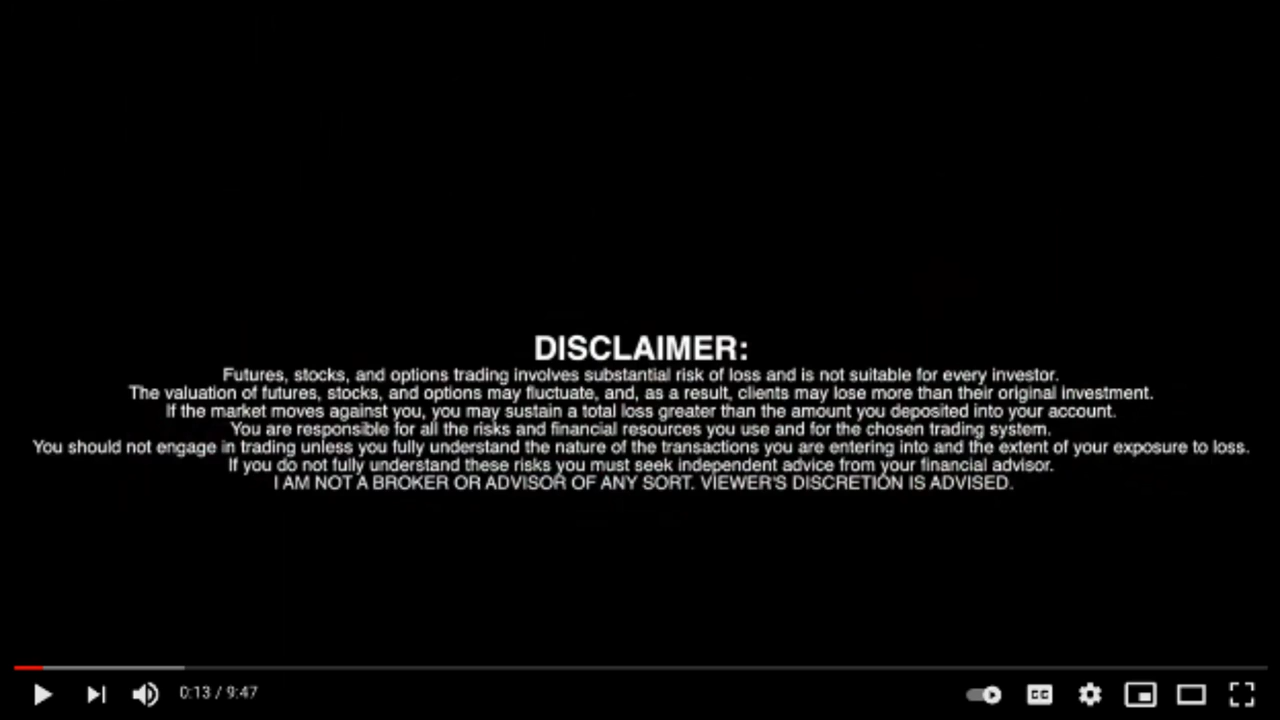 DISCLAIMER:
Futures, stocks, and options trading involves substantial risk of loss and is not suitable for every investor.
The valuation of futures, stocks, and options may fluctuate, and, as a result, clients may lose more than their original investment.
If the market moves against you, you may sustain a total loss greater than the amount you deposited into your account.
You are responsible for all the risks and financial resources you use and for the chosen trading system.
You should not engage in trading unless you fully understand the nature of the transactions you are entering into and the extent of your exposure to loss.
If you do not fully understand these risks you must seek independent advice from your financial advisor.
I AM NOT A BROKER OR ADVISOR OF ANY SORT. VIEWER'S DISCRETION IS ADVISED.
0:13 / 9:47
CC